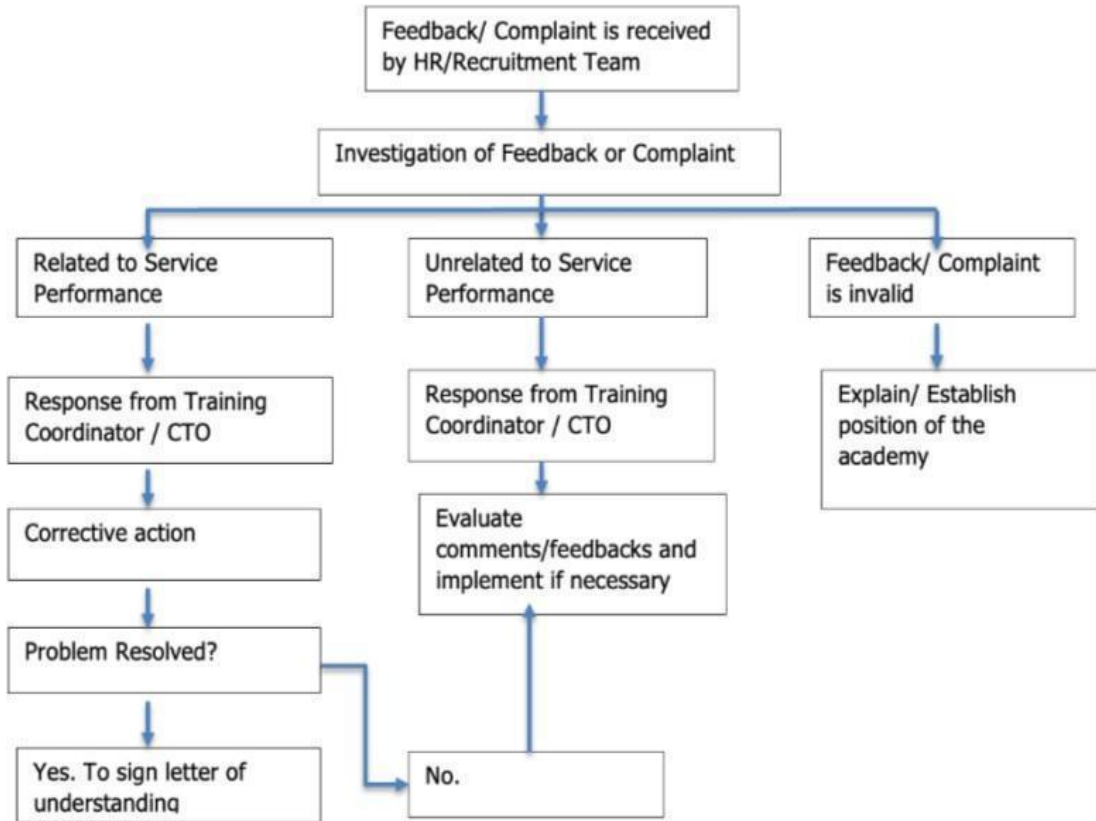 Feedback/ Complaint is received
by HR/Recruitment Team
Investigation of Feedback or Complaint
Related to Service
Performance
Unrelated to Service
Performance
Feedback/ Complaint
is invalid
Response from Training
Coordinator / CTO
Response from Training
Coordinator / CTO
Explain/ Establish
position of the
academy
Corrective action
Evaluate
comments/feedbacks and
implement if necessary
Problem Resolved?
Yes. To sign letter of
understanding
No.